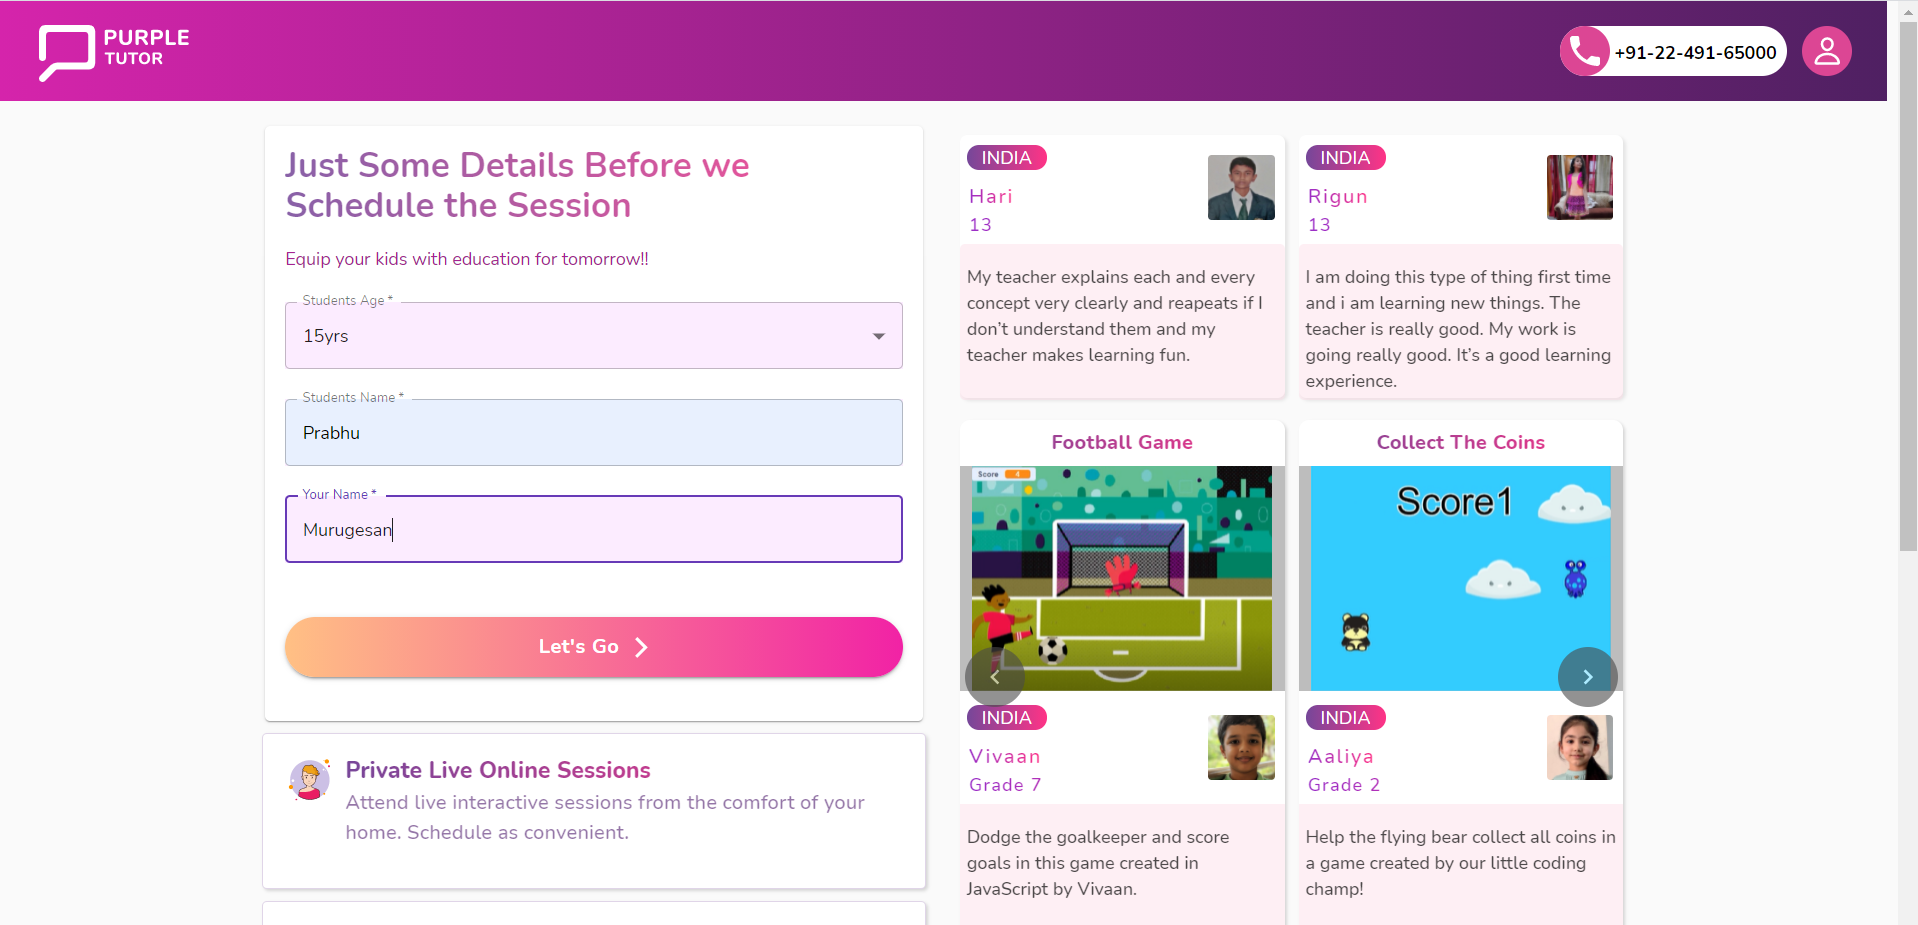 PURPLE
TUTOR
+91-22-491-65000
Just Some Details Before we
Schedule the Session
Equip your kids with education for tomorrow!!
Students Age *
15yrs
Students Name *
Prabhu
Your Name *
Murugesan
Let's Go
Private Live Online Sessions
Attend live interactive sessions from the comfort of your
home. Schedule as convenient.
INDIA
Hari
13
My teacher explains each and every
concept very clearly and reapeats if I
don’t understand them and my
teacher makes learning fun.
INDIA
Rigun
13
I am doing this type of thing first time
and i am learning new things. The
teacher is really good. My work is
going really good. It’s a good learning
experience.
Football Game
Score 4
INDIA
Vivaan
Grade 7
Dodge the goalkeeper and score
goals in this game created in
JavaScript by Vivaan.
Collect The Coins
Score1
INDIA
Aaliya
Grade 2
Help the flying bear collect all coins in
a game created by our little coding
champ!